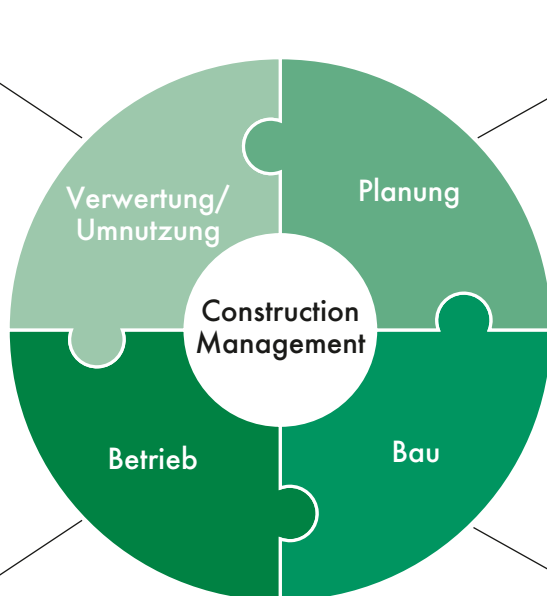 Verwertung/
Umnutzung
Planung
Construction
Management
Betrieb
Bau